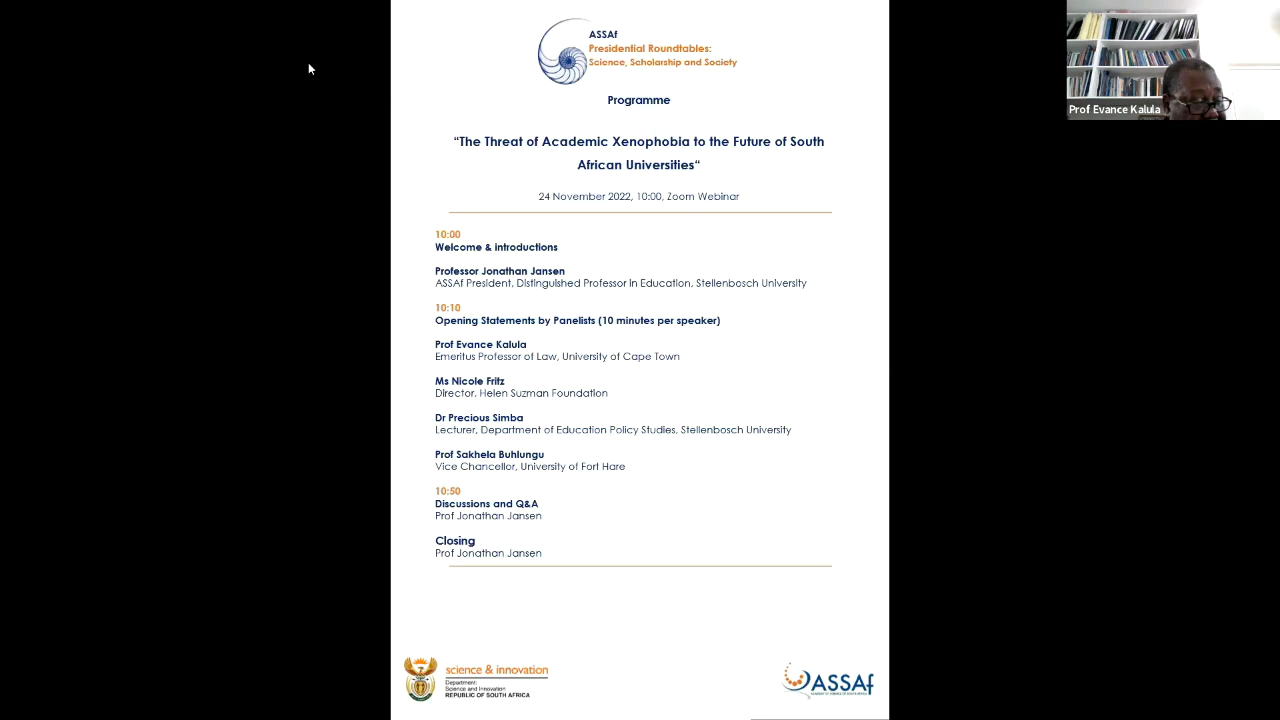 ASSAf
Presidential Roundtables:
Science, Scholarship and Society
Prof Evance Kalula
Programme
“The Threat of Academic Xenophobia to the Future of South
African Universities“
24 November 2022, 10:00, Zoom Webinar
10:00
Welcome & introductions
Professor Jonathan Jansen
ASSAf President, Distinguished Professor in Education, Stellenbosch University
10:10
Opening Statements by Panelists (10 minutes per speaker)
Prof Evance Kalula
Emeritus Professor of Law, University of Cape Town
Ms Nicole Fritz
Director, Helen Suzman Foundation
Dr Precious Simba
Lecturer, Department of Education Policy Studies, Stellenbosch University
Prof Sakhela Buhlungu
Vice Chancellor, University of Fort Hare
10:50
Discussions and Q&A
Prof Jonathan Jansen
Closing
Prof Jonathan Jansen
science & innovation
Department:
Science and Innovation
REPUBLIC OF SOUTH AFRICA
ASSAf
ACADEMY OF SCIENCE OF SOUTH AFRICA